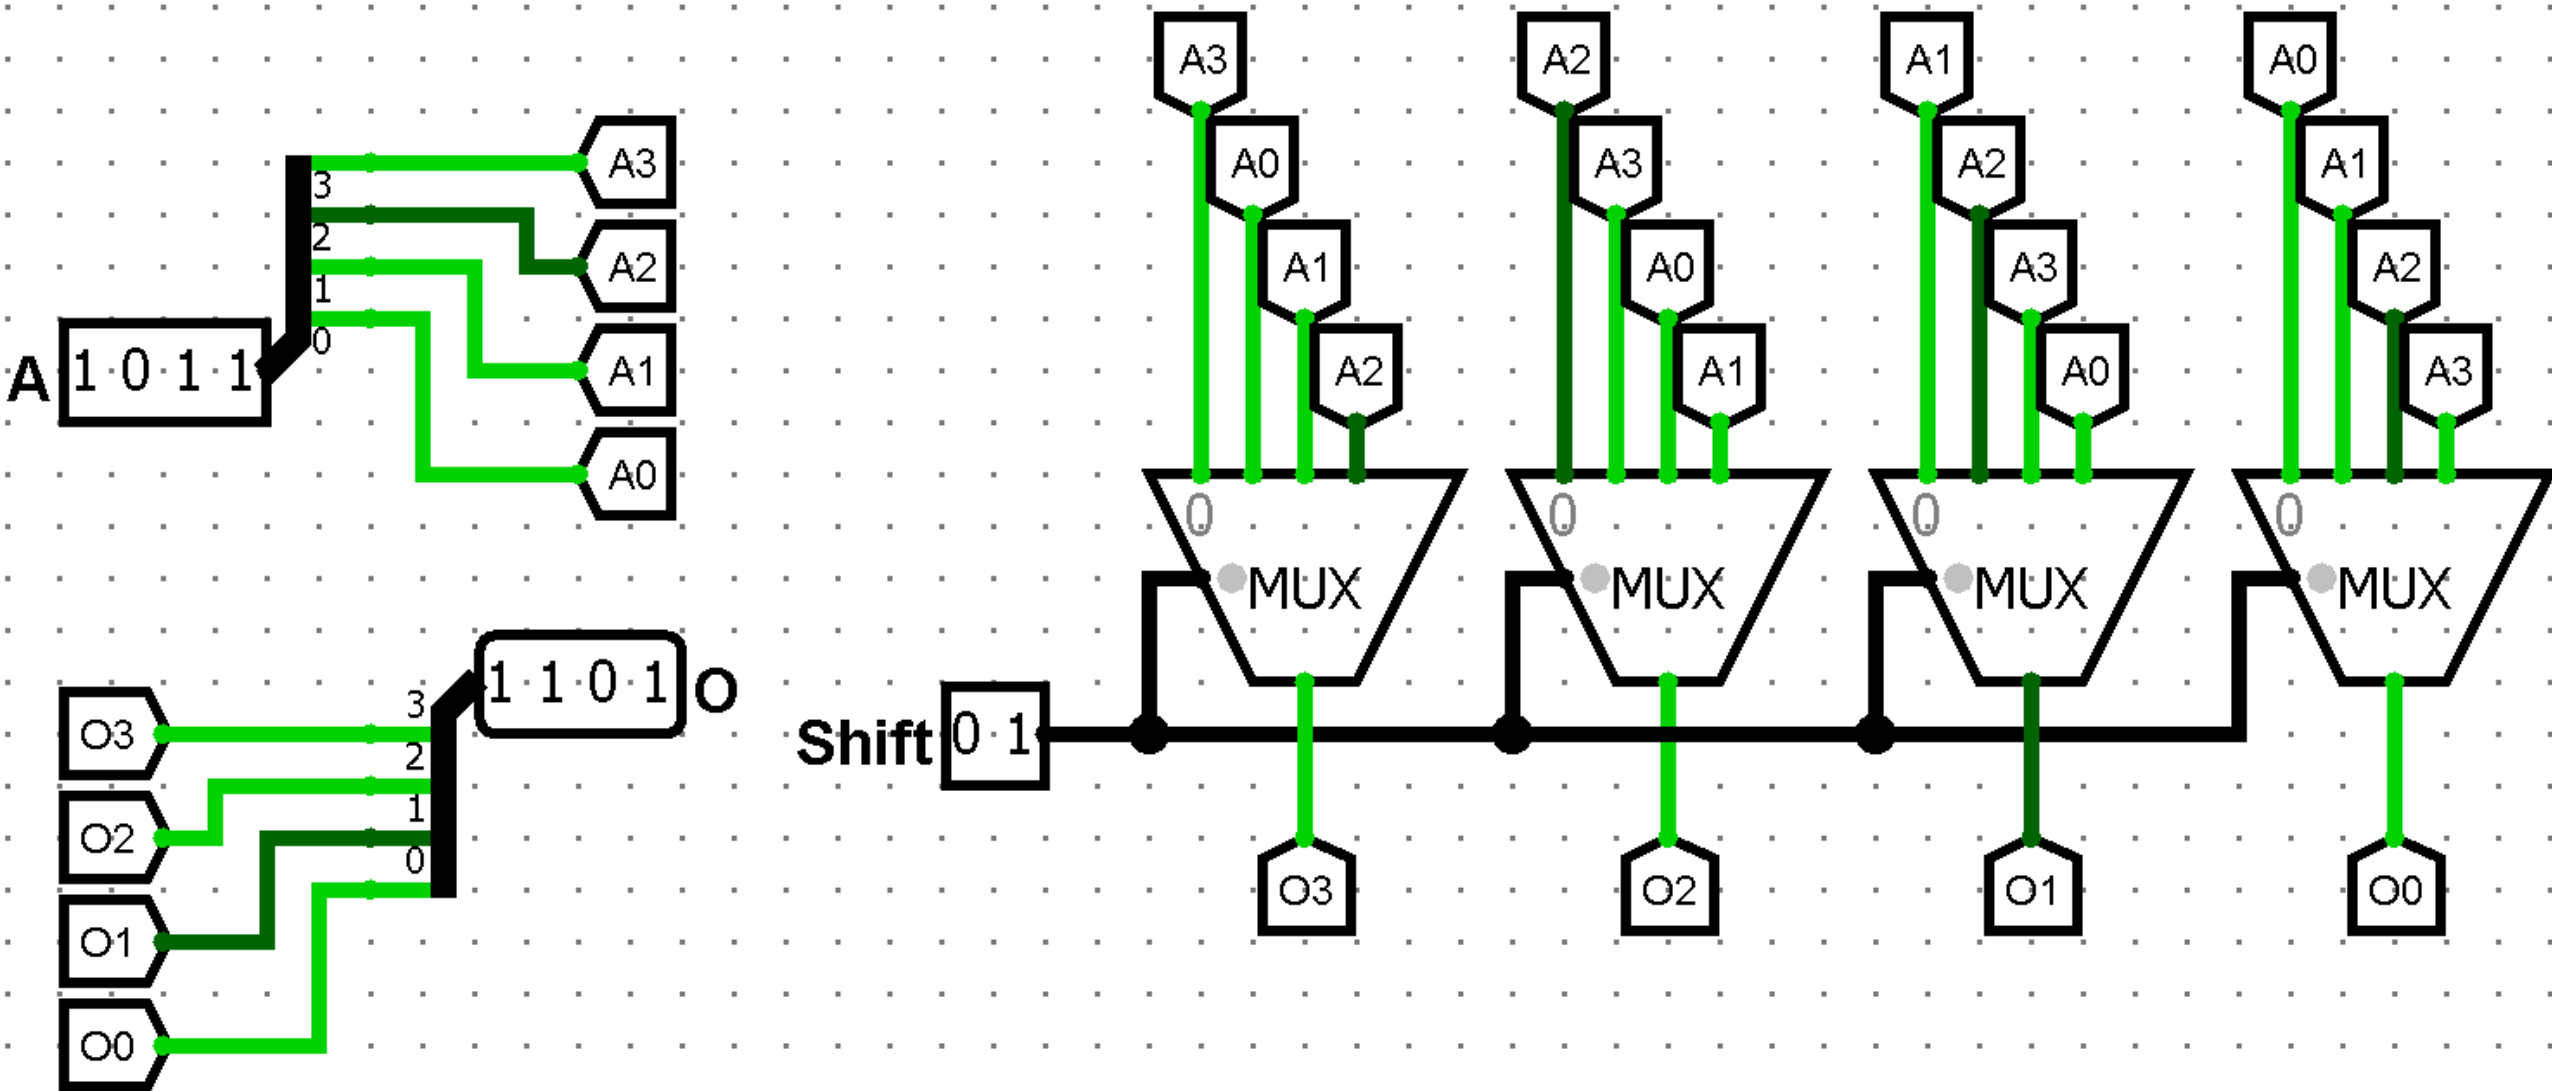 A3 A2 A1 A0
A3 A0 A3 A2 A1
3
2 A2 A1 A0 A3 A2
1
0
A 1 0 1 1 A1 A2 A1 A0 A3
A0
0 0 0 0
MUX MUX MUX MUX
1 1 0 1 O
3
O3 Shift 0 1
2
1
O2
0
O3 O2 O1 O0
O1
O0